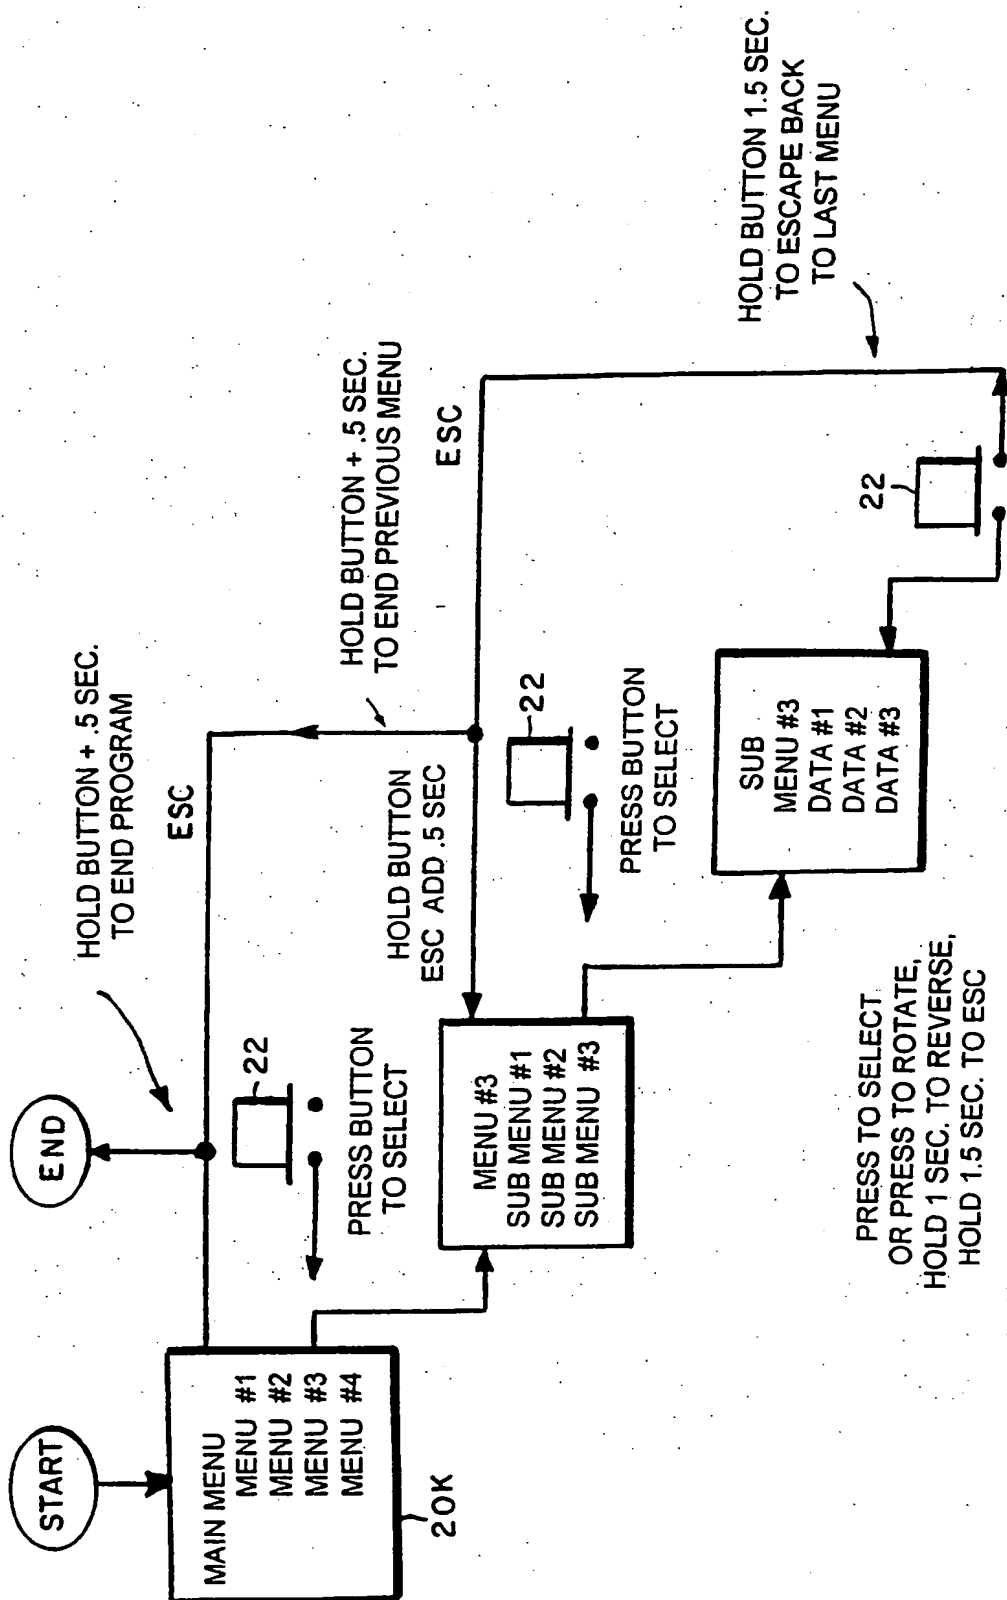 START
MAIN MENU
MENU #1
MENU #2
MENU #3
MENU #4
20K
END
HOLD BUTTON + .5 SEC.
TO END PROGRAM
ESC
22
PRESS BUTTON
TO SELECT
HOLD BUTTON + .5 SEC.
TO END PREVIOUS MENU
HOLD BUTTON
ESC ADD .5 SEC
MENU #3
SUB MENU #1
SUB MENU #2
SUB MENU #3
22
PRESS BUTTON
TO SELECT
ESC
HOLD BUTTON 1.5 SEC.
TO ESCAPE BACK
TO LAST MENU
SUB
MENU #3
DATA #1
DATA #2
DATA #3
22
PRESS TO SELECT
OR PRESS TO ROTATE,
HOLD 1 SEC. TO REVERSE,
HOLD 1.5 SEC. TO ESC